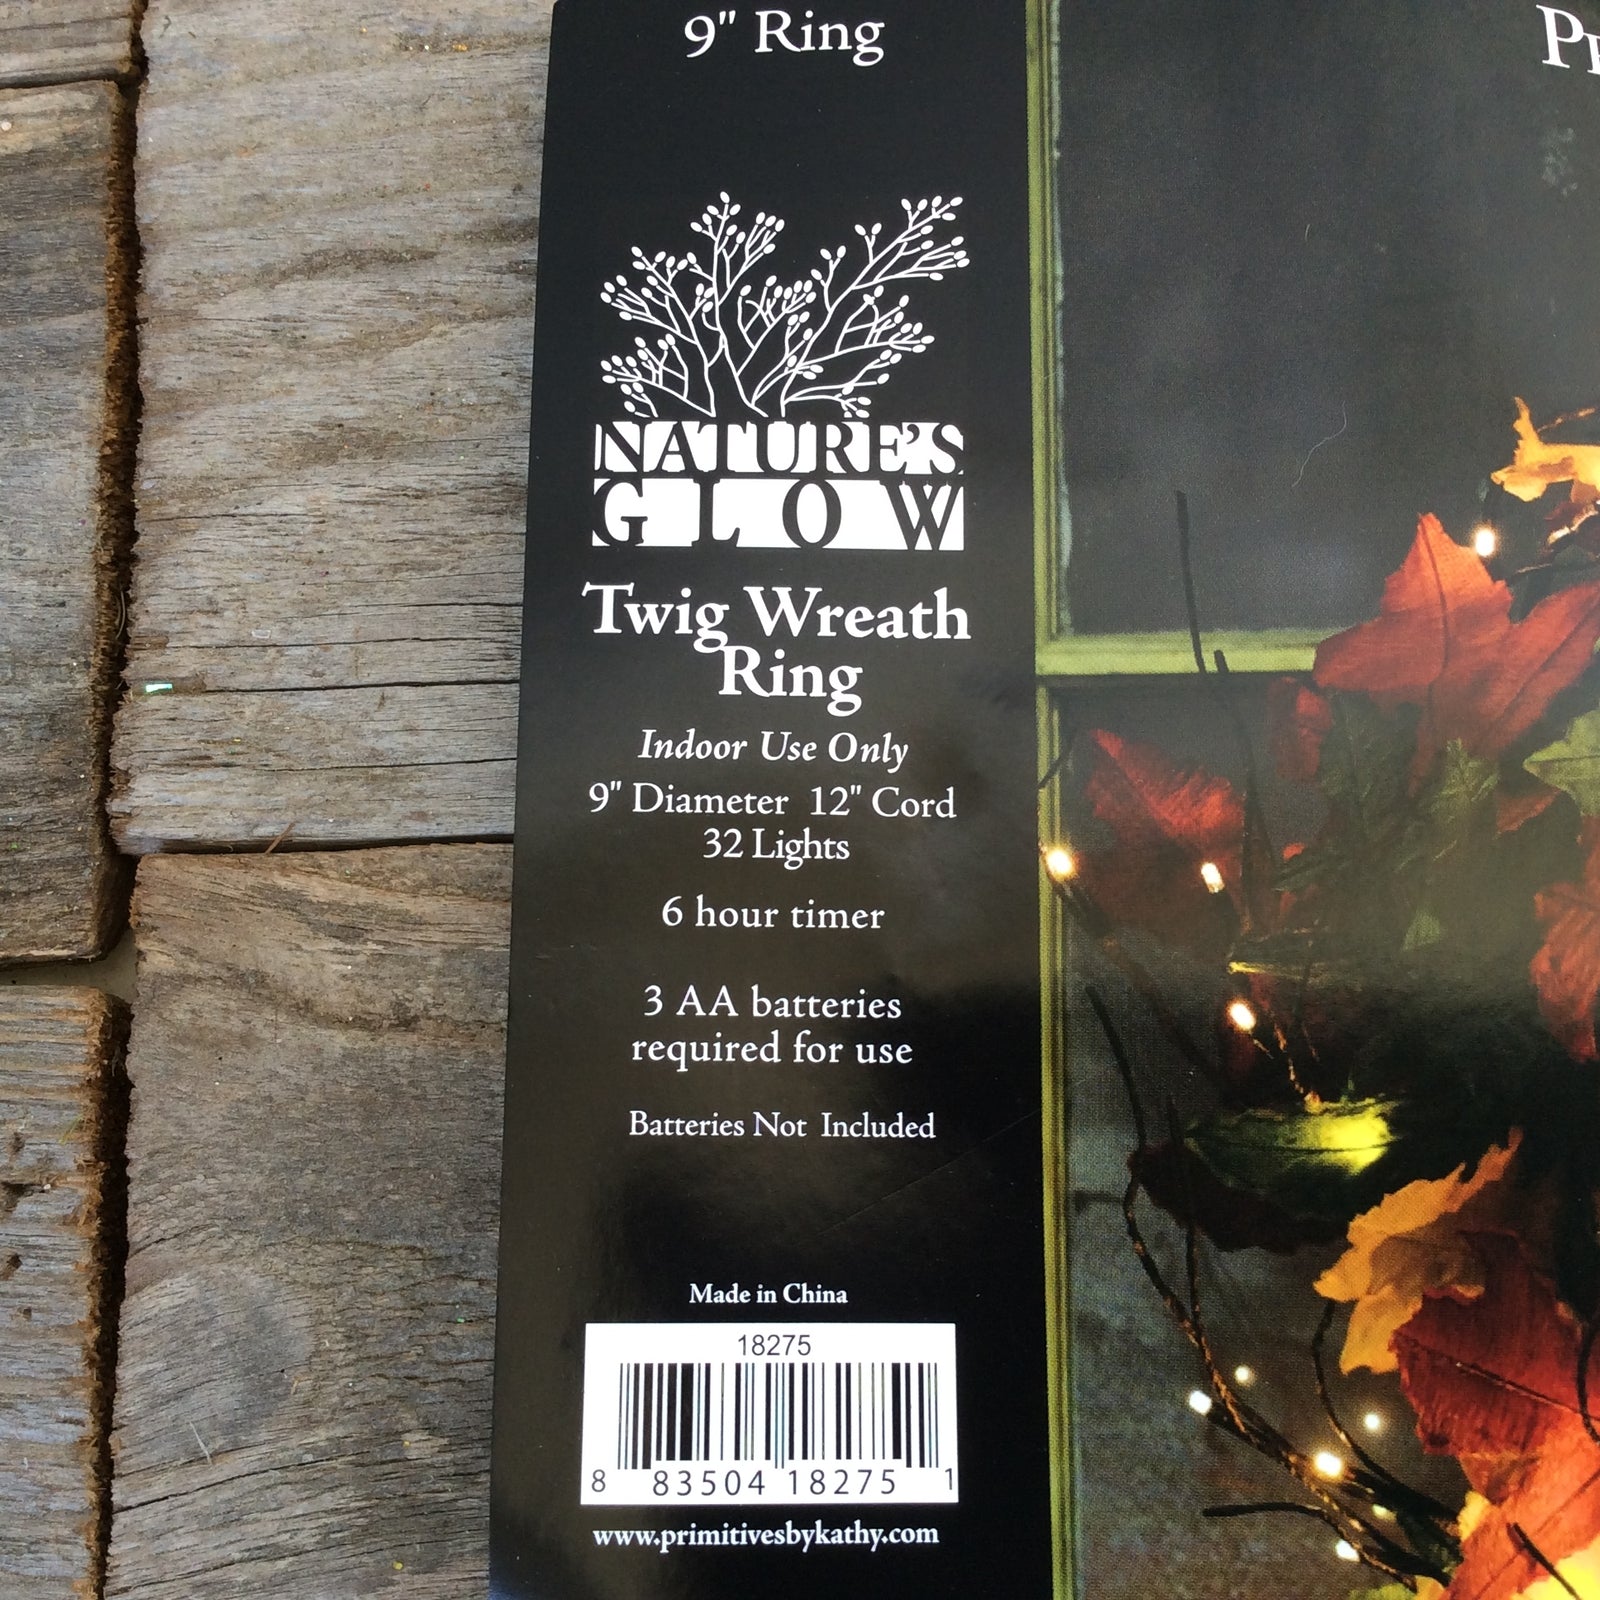 9" Ring
NATURE'S
GLOW
Twig Wreath
Ring
Indoor Use Only
9" Diameter 12" Cord
32 Lights
6 hour timer
3 AA batteries
required for use
Batteries Not Included
Made in China
18275
8 83504 18275 1
www.primitivesbykathy.com